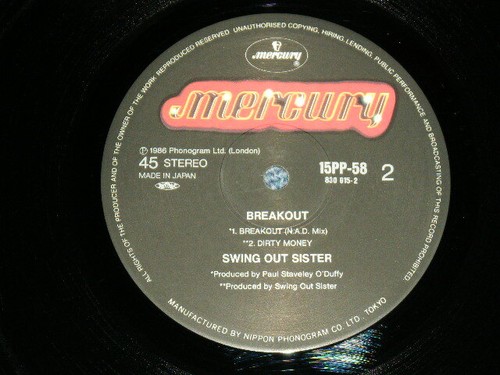 ALL RIGHTS OF THE PRODUCER AND OF THE OWNER OF THE WORK REPRODUCED RESERVED UNAUTHORISED COPYING, HIRING, LENDING, PUBLIC PERFORMANCE AND BROADCASTING OF THIS RECORD PROHIBITED.
mercury
mercury
℗ 1986 Phonogram Ltd. (London)
45 STEREO
MADE IN JAPAN
15PP-58
830 615-2
2
BREAKOUT
*1. BREAKOUT (N.A.D. Mix)
**2. DIRTY MONEY
SWING OUT SISTER
*Produced by Paul Staveley O'Duffy
**Produced by Swing Out Sister
MANUFACTURED BY NIPPON PHONOGRAM CO. LTD. TOKYO